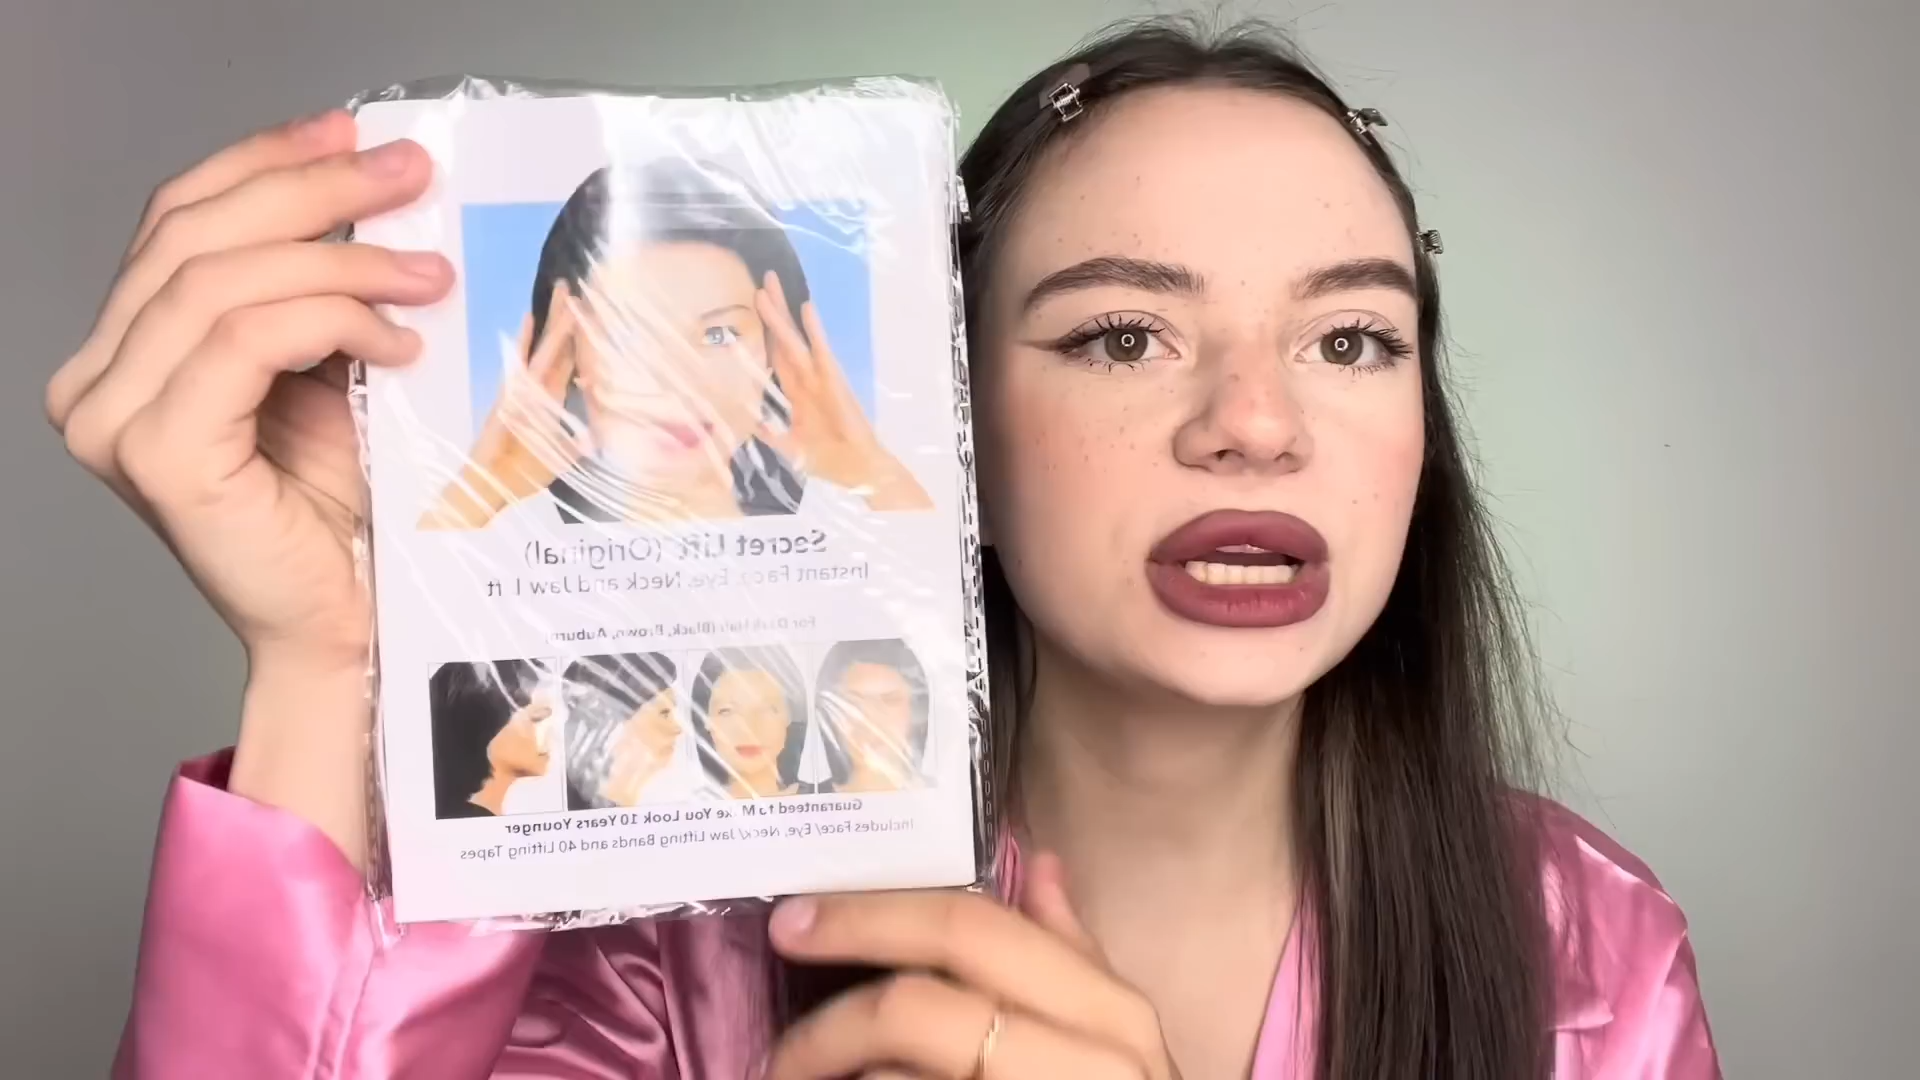 Secret Lift (Original)
Instant Face, Eye, Neck and Jaw Lift
For Dark Hair (Black, Brown, Auburn)
Guaranteed to Make You Look 10 Years Younger
Includes Face/Eye, Neck/Jaw Lifting Bands and 40 Lifting Tapes